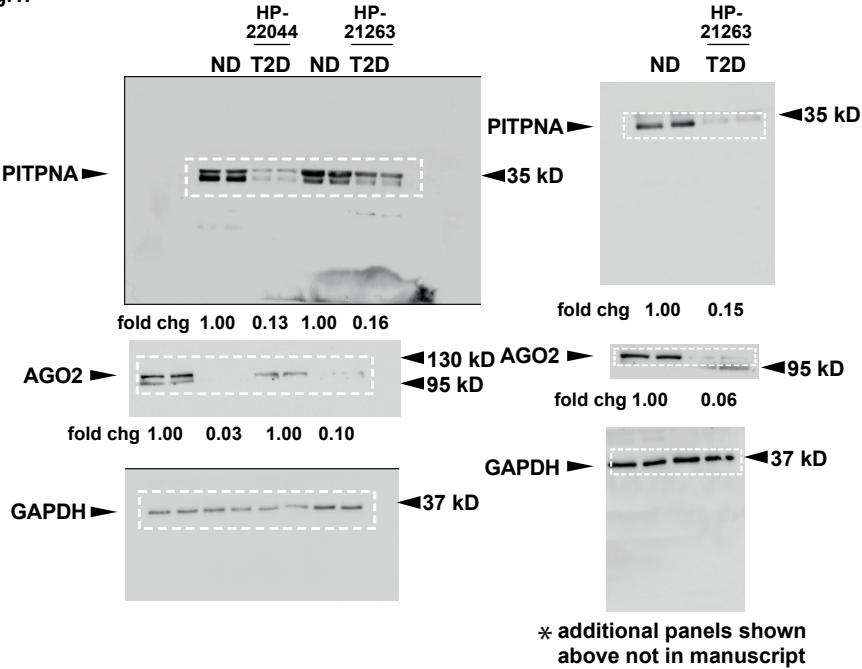 HP- HP-
22044 21263
ND T2D ND T2D
PITPNA 35 kD
fold chg 1.00 0.13 1.00 0.16
AGO2 130 kD
95 kD
fold chg 1.00 0.03 1.00 0.10
GAPDH 37 kD
HP-
21263
ND T2D
PITPNA 35 kD
fold chg 1.00 0.15
AGO2 95 kD
fold chg 1.00 0.06
GAPDH 37 kD
* additional panels shown
above not in manuscript